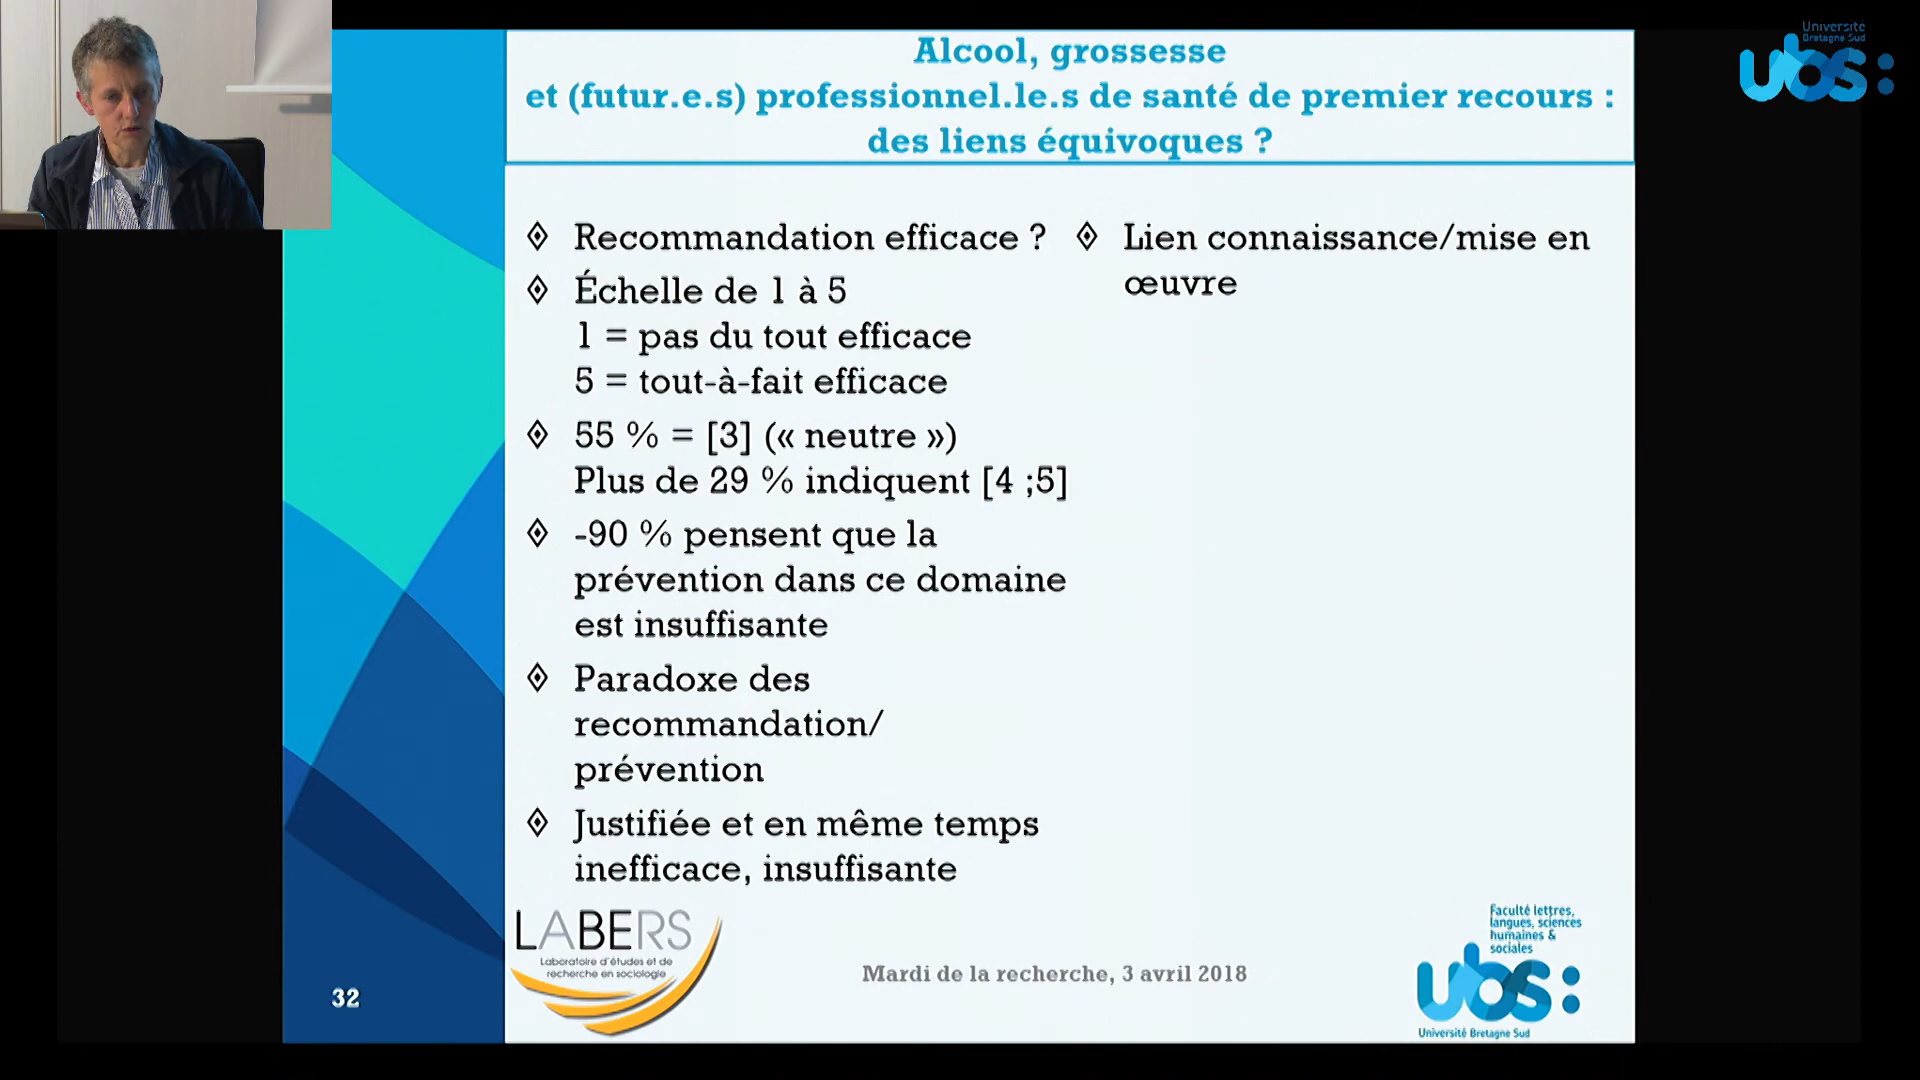 Alcool, grossesse
et (futur.e.s) professionnel.le.s de santé de premier recours :
des liens équivoques ?
Université
Bretagne Sud
ubs:
Recommandation efficace ?
Échelle de 1 à 5
1 = pas du tout efficace
5 = tout-à-fait efficace
55 % = [3] (« neutre »)
Plus de 29 % indiquent [4 ;5]
-90 % pensent que la
prévention dans ce domaine
est insuffisante
Paradoxe des
recommandation/
prévention
Justifiée et en même temps
inefficace, insuffisante
Lien connaissance/mise en
œuvre
LABERS
Laboratoire d'études et de
recherche en sociologie
32
Mardi de la recherche, 3 avril 2018
Faculté lettres,
langues, sciences
humaines &
sociales
ubs:
Université Bretagne Sud